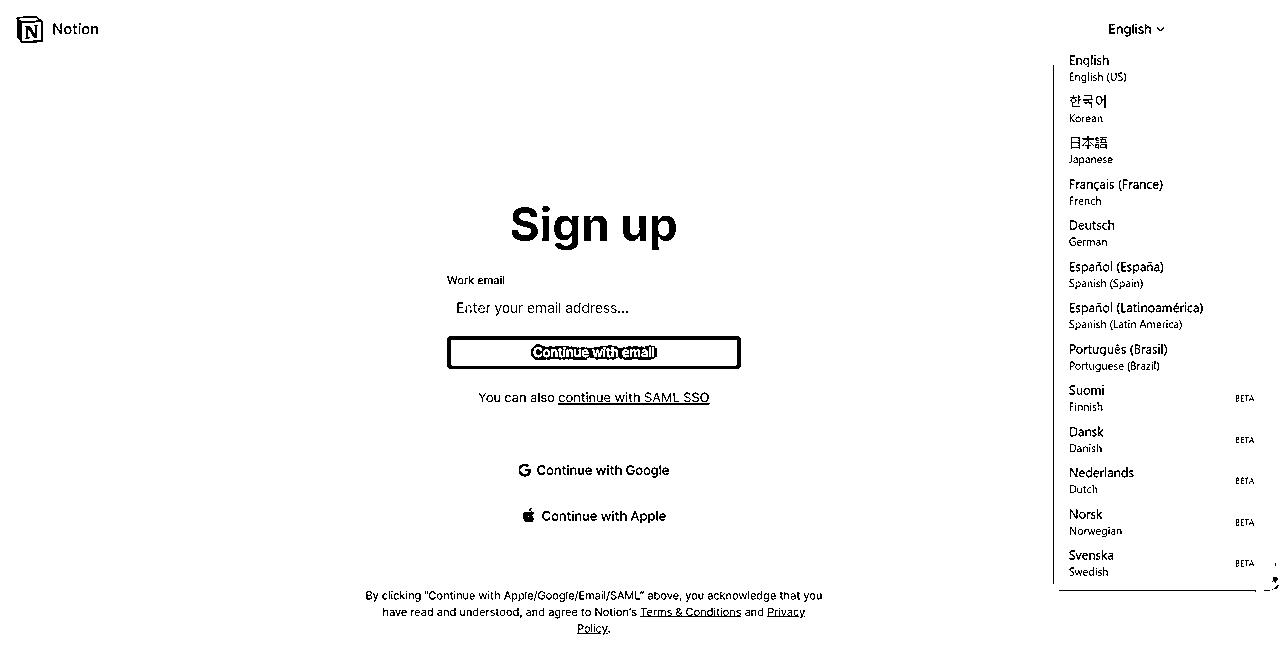 Notion
English
Sign up
Work email
Enter your email address...
Continue with email
You can also continue with SAML SSO
Continue with Google
Continue with Apple
By clicking "Continue with Apple/Google/Email/SAML" above, you acknowledge that you
have read and understood, and agree to Notion's Terms & Conditions and Privacy
Policy.
English
English (US)
한국어
Korean
日本語
Japanese
Français (France)
French
Deutsch
German
Español (España)
Spanish (Spain)
Español (Latinoamérica)
Spanish (Latin America)
Português (Brasil)
Portuguese (Brazil)
Suomi
Finnish
BETA
Dansk
Danish
BETA
Nederlands
Dutch
BETA
Norsk
Norwegian
BETA
Svenska
Swedish
BETA